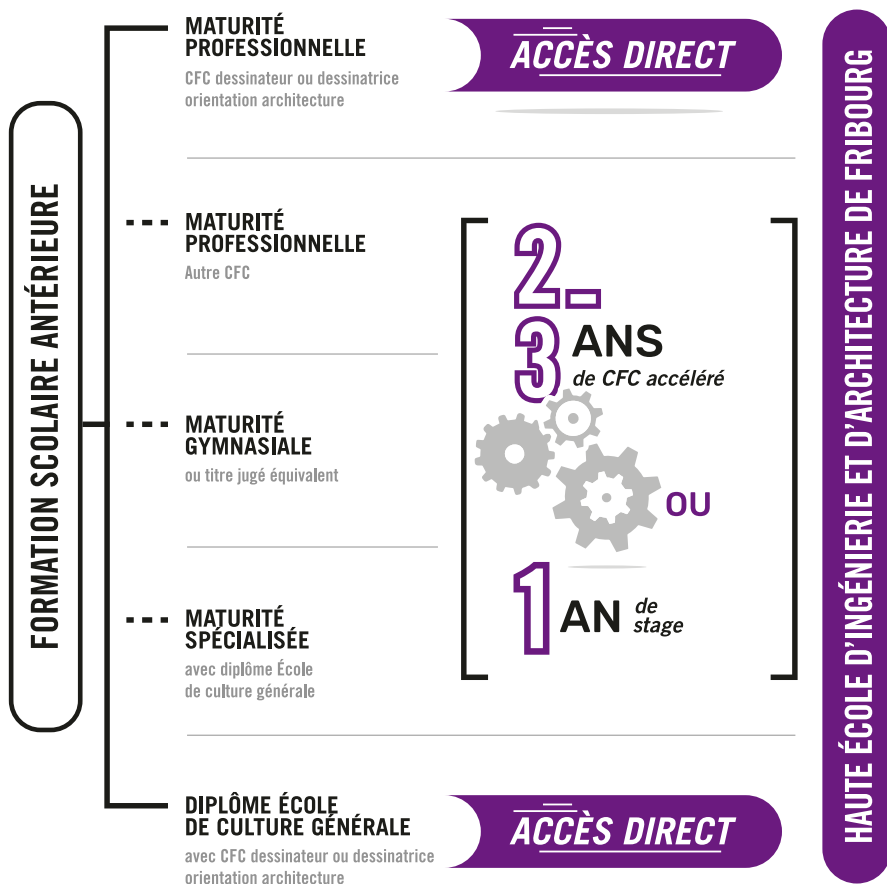 FORMATION SCOLAIRE ANTÉRIEURE
MATURITÉ
PROFESSIONNELLE
CFC dessinateur ou dessinatrice
orientation architecture
ACCÈS DIRECT
MATURITÉ
PROFESSIONNELLE
Autre CFC
MATURITÉ
GYMNASIALE
ou titre jugé équivalent
MATURITÉ
SPÉCIALISÉE
avec diplôme École
de culture générale
2_
3 ANS
de CFC accéléré
OU
1 AN de
stage
DIPLÔME ÉCOLE
DE CULTURE GÉNÉRALE
avec CFC dessinateur ou dessinatrice
orientation architecture
ACCÈS DIRECT
HAUTE ÉCOLE D'INGÉNIERIE ET D'ARCHITECTURE DE FRIBOURG